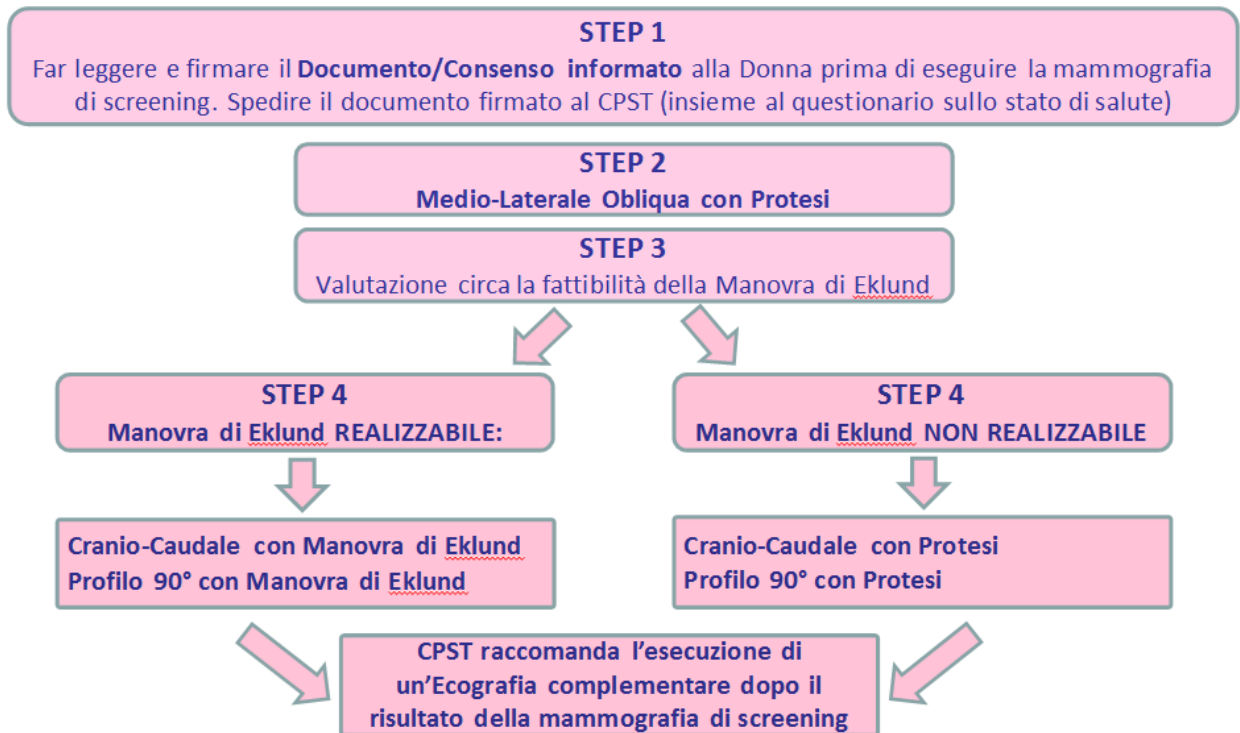 STEP 1
Far leggere e firmare il Documento/Consenso informato alla Donna prima di eseguire la mammografia
di screening. Spedire il documento firmato al CPST (insieme al questionario sullo stato di salute)
STEP 2
Medio-Laterale Obliqua con Protesi
STEP 3
Valutazione circa la fattibilità della Manovra di Eklund
STEP 4
Manovra di Eklund REALIZZABILE:
STEP 4
Manovra di Eklund NON REALIZZABILE
Cranio-Caudale con Manovra di Eklund
Profilo 90° con Manovra di Eklund
Cranio-Caudale con Protesi
Profilo 90° con Protesi
CPST raccomanda l’esecuzione di
un’Ecografia complementare dopo il
risultato della mammografia di screening